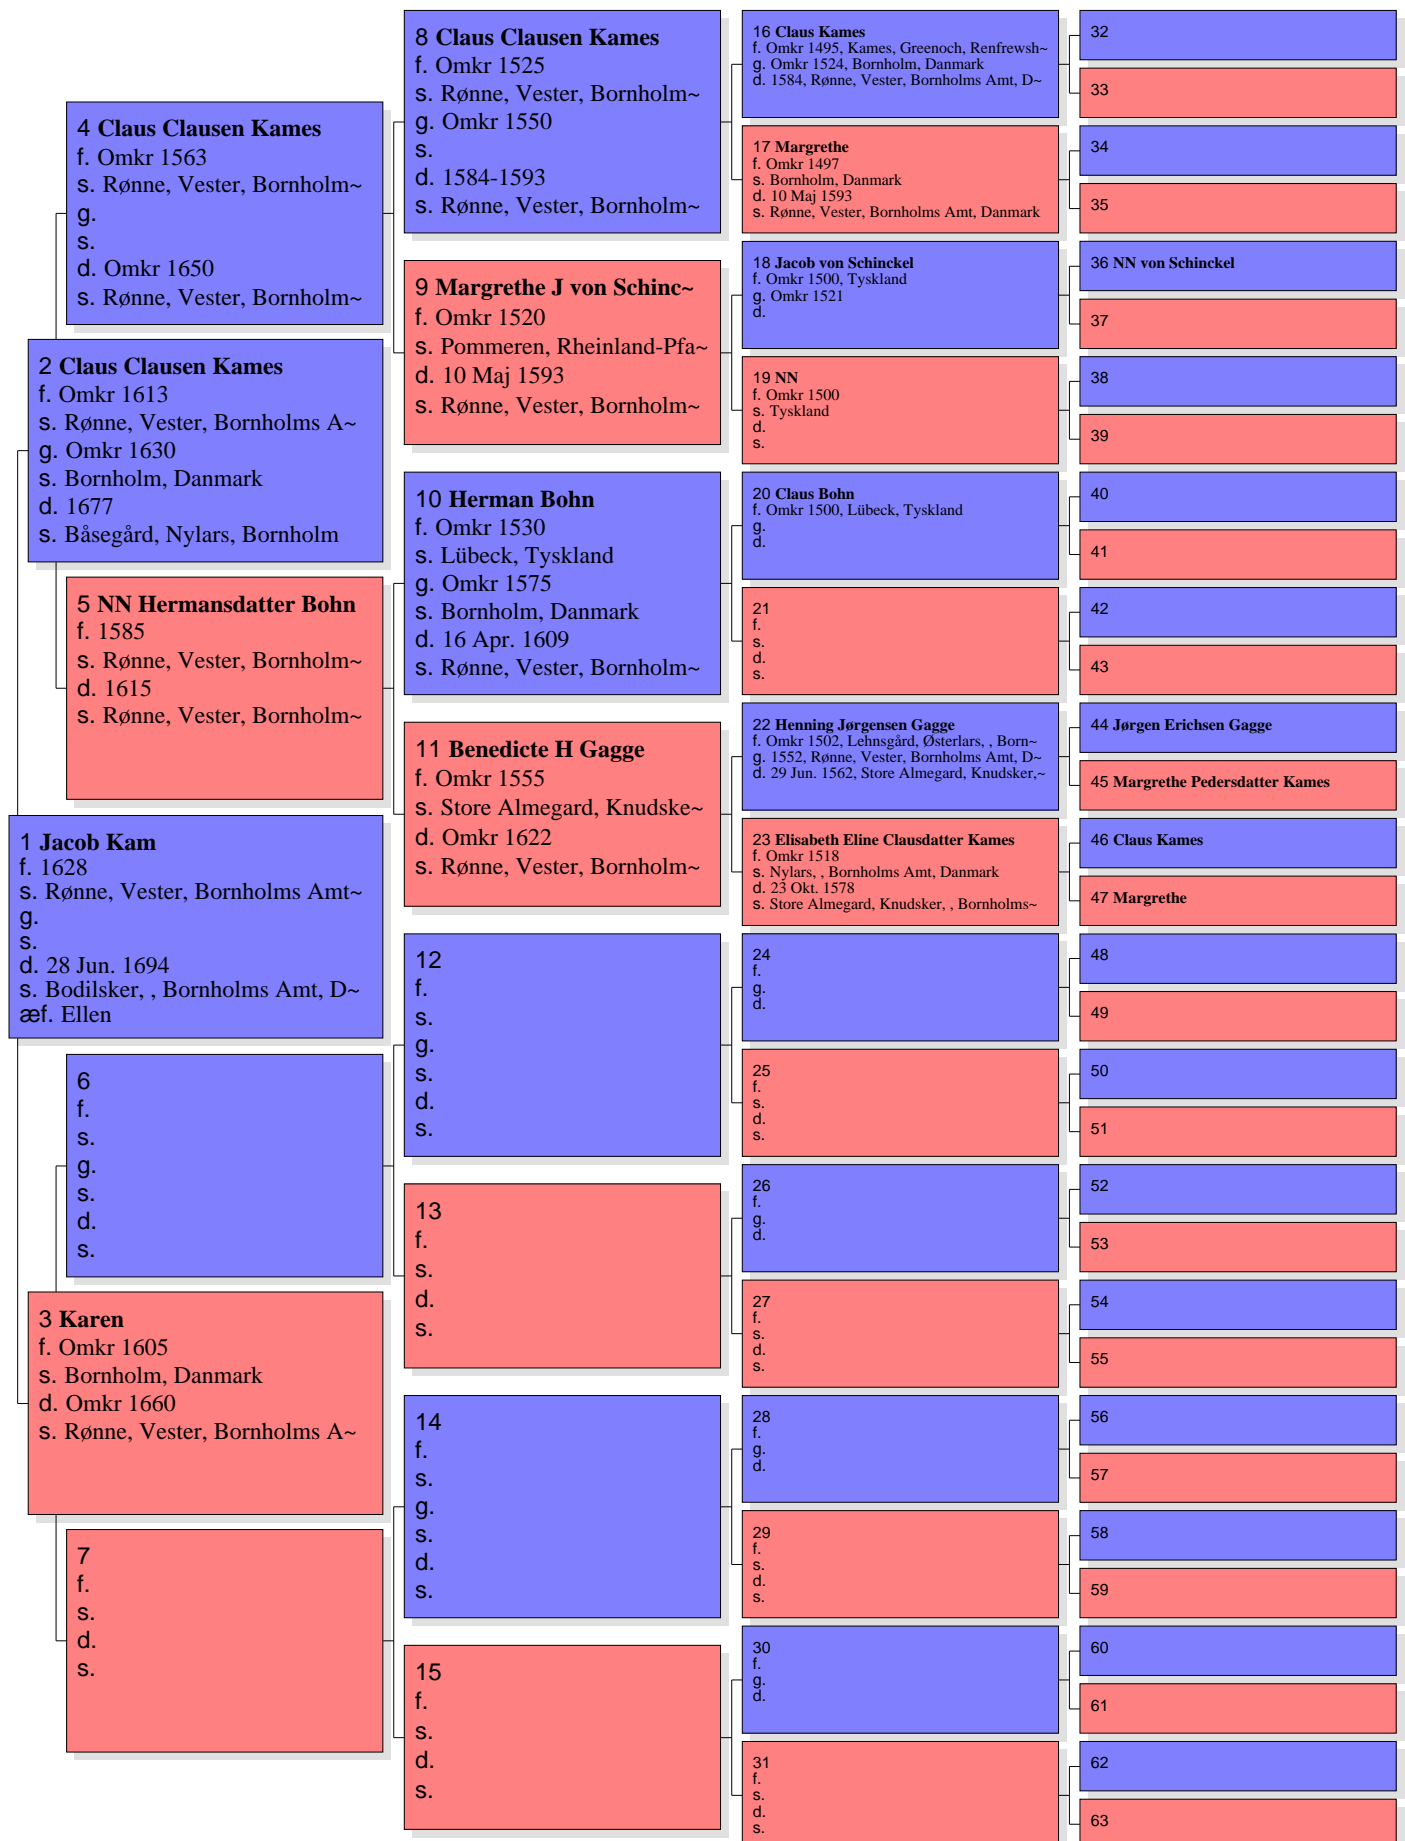 4 Claus Clausen Kames
f. Omkr 1563
s. Rønne, Vester, Bornholm~
g.
s.
d. Omkr 1650
s. Rønne, Vester, Bornholm~
2 Claus Clausen Kames
f. Omkr 1613
s. Rønne, Vester, Bornholms A~
g. Omkr 1630
s. Bornholm, Danmark
d. 1677
s. Båsegård, Nylars, Bornholm
5 NN Hermansdatter Bohn
f. 1585
s. Rønne, Vester, Bornholm~
d. 1615
s. Rønne, Vester, Bornholm~
1 Jacob Kam
f. 1628
s. Rønne, Vester, Bornholms Amt~
g.
s.
d. 28 Jun. 1694
s. Bodilsker, , Bornholms Amt, D~
æf. Ellen
6
f.
s.
g.
s.
d.
s.
3 Karen
f. Omkr 1605
s. Bornholm, Danmark
d. Omkr 1660
s. Rønne, Vester, Bornholms A~
7
f.
s.
d.
s.
8 Claus Clausen Kames
f. Omkr 1525
s. Rønne, Vester, Bornholm~
g. Omkr 1550
s.
d. 1584-1593
s. Rønne, Vester, Bornholm~
9 Margrethe J von Schinc~
f. Omkr 1520
s. Pommeren, Rheinland-Pfa~
d. 10 Maj 1593
s. Rønne, Vester, Bornholm~
10 Herman Bohn
f. Omkr 1530
s. Lübeck, Tyskland
g. Omkr 1575
s. Bornholm, Danmark
d. 16 Apr. 1609
s. Rønne, Vester, Bornholm~
11 Benedicte H Gagge
f. Omkr 1555
s. Store Almegard, Knudske~
d. Omkr 1622
s. Rønne, Vester, Bornholm~
12
f.
s.
g.
s.
d.
s.
13
f.
s.
d.
s.
14
f.
s.
g.
s.
d.
s.
15
f.
s.
d.
s.
16 Claus Kames
f. Omkr 1495, Kames, Greenoch, Renfrewsh~
g. Omkr 1524, Bornholm, Danmark
d. 1584, Rønne, Vester, Bornholms Amt, D~
17 Margrethe
f. Omkr 1497
s. Bornholm, Danmark
d. 10 Maj 1593
s. Rønne, Vester, Bornholms Amt, Danmark
18 Jacob von Schinckel
f. Omkr 1500, Tyskland
g. Omkr 1521
d.
19 NN
f. Omkr 1500
s. Tyskland
d.
s.
20 Claus Bohn
f. Omkr 1500, Lübeck, Tyskland
g.
d.
21
f.
s.
d.
s.
22 Henning Jørgensen Gagge
f. Omkr 1502, Lehnsgård, Østerlars, , Born~
g. 1552, Rønne, Vester, Bornholms Amt, D~
d. 29 Jun. 1562, Store Almegard, Knudsker,~
23 Elisabeth Eline Clausdatter Kames
f. Omkr 1518
s. Nylars, , Bornholms Amt, Danmark
d. 23 Okt. 1578
s. Store Almegard, Knudsker, , Bornholms~
24
f.
g.
d.
25
f.
s.
d.
s.
26
f.
g.
d.
27
f.
s.
d.
s.
28
f.
g.
d.
29
f.
s.
d.
s.
30
f.
g.
d.
31
f.
s.
d.
s.
32
33
34
35
36 NN von Schinckel
37
38
39
40
41
42
43
44 Jørgen Erichsen Gagge
45 Margrethe Pedersdatter Kames
46 Claus Kames
47 Margrethe
48
49
50
51
52
53
54
55
56
57
58
59
60
61
62
63